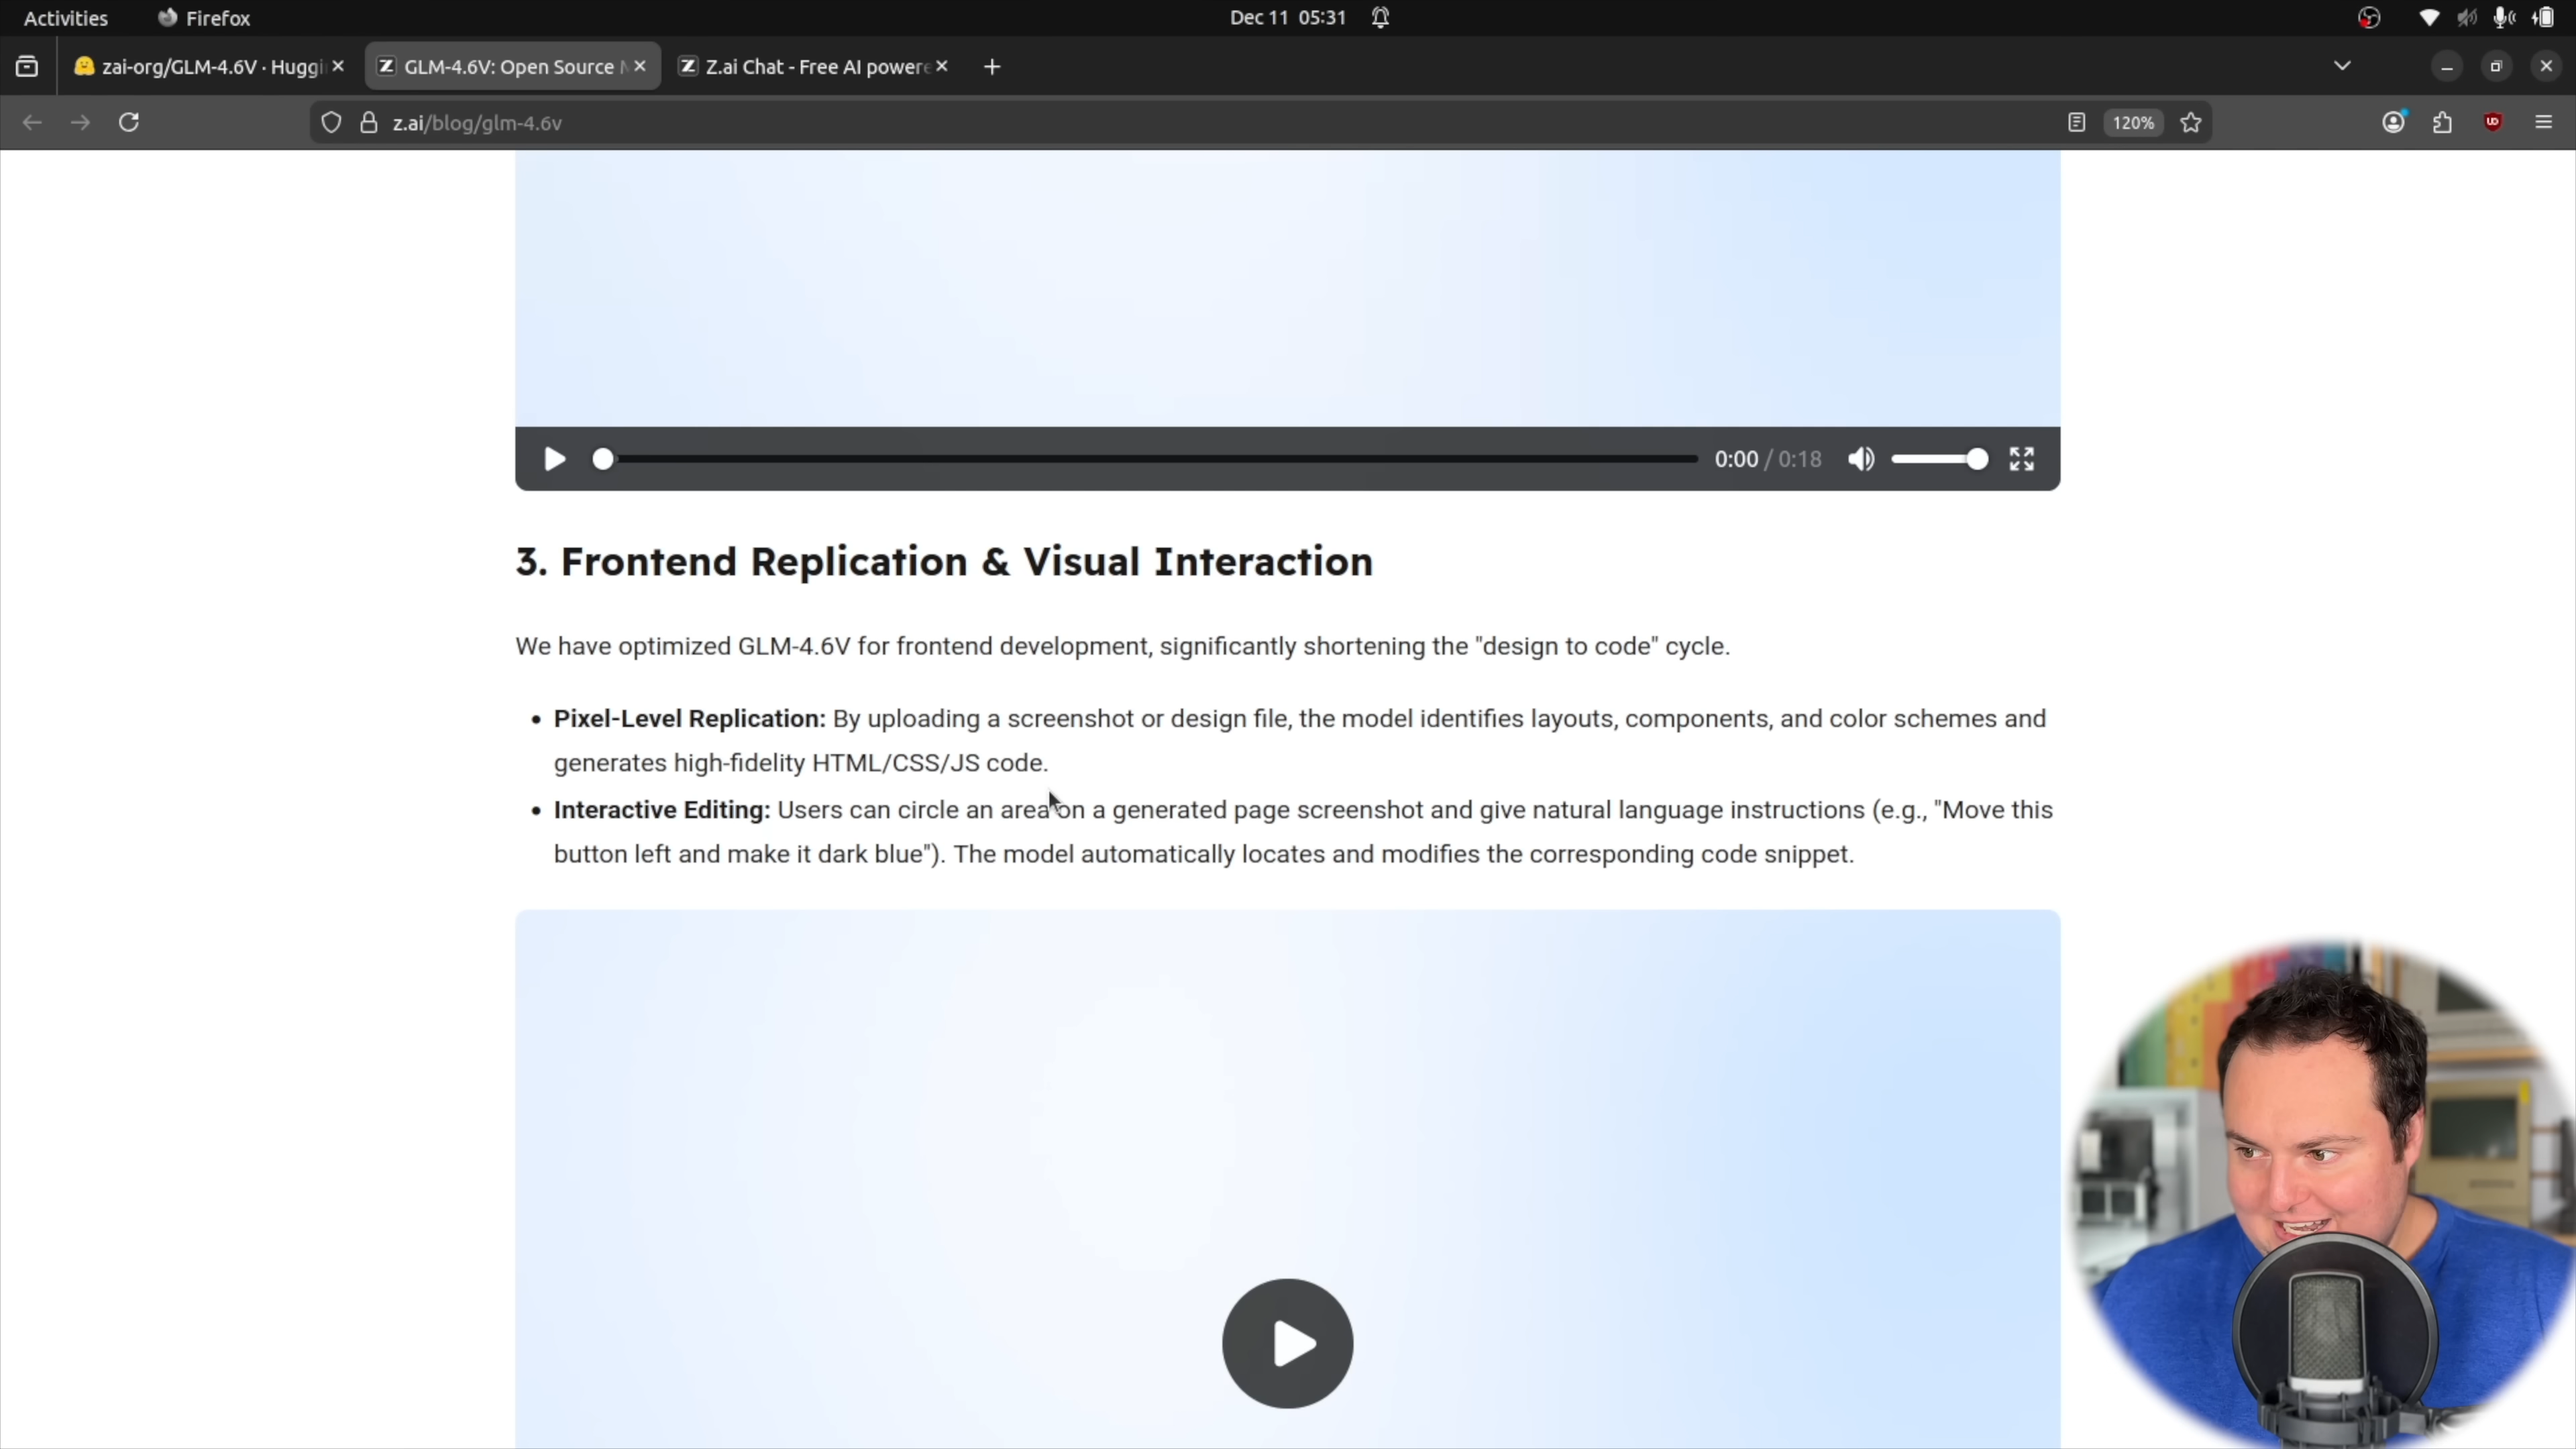 Activities
Firefox
Dec 11 05:31
zai-org/GLM-4.6V · Huggi
GLM-4.6V: Open Source
Z.ai Chat - Free AI power
z.ai/blog/glm-4.6v
120%
0:00 / 0:18
3. Frontend Replication & Visual Interaction
We have optimized GLM-4.6V for frontend development, significantly shortening the "design to code" cycle.
• Pixel-Level Replication: By uploading a screenshot or design file, the model identifies layouts, components, and color schemes and
generates high-fidelity HTML/CSS/JS code.
• Interactive Editing: Users can circle an area on a generated page screenshot and give natural language instructions (e.g., "Move this
button left and make it dark blue"). The model automatically locates and modifies the corresponding code snippet.